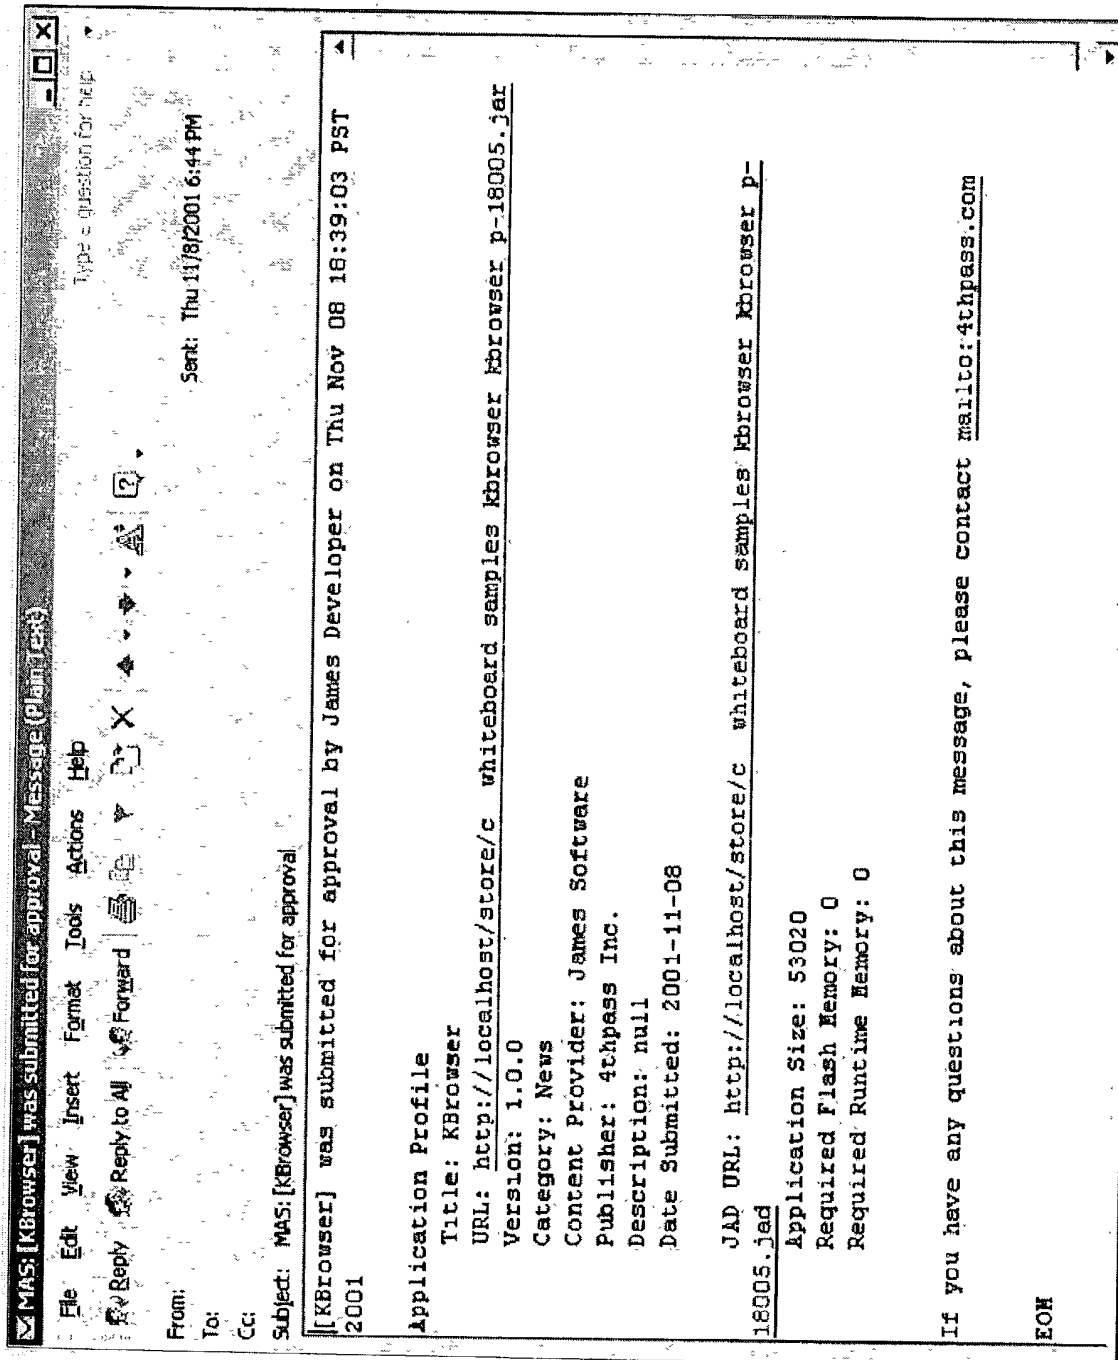 MAS: [KBrowser] was submitted for approval - Message (Plain Text)
Type a question for help
File Edit View Insert Format Tools Actions Help
Reply Reply to All Forward
From:
Sent: Thu 11/8/2001 6:44 PM
To:
Cc:
Subject: MAS: [KBrowser] was submitted for approval
[KBrowser] was submitted for approval by James Developer on Thu Nov 08 18:39:03 PST
2001
Application Profile
Title: KBrowser
URL: http://localhost/store/c whiteboard samples kbrowser kbrowser p-18005.jar
Version: 1.0.0
Category: News
Content Provider: James Software
Publisher: 4thpass Inc.
Description: null
Date Submitted: 2001-11-08
JAD URL: http://localhost/store/c whiteboard samples kbrowser kbrowser p-
18005.jad
Application Size: 53020
Required Flash Memory: 0
Required Runtime Memory: 0
If you have any questions about this message, please contact mailto:4thpass.com
EOM